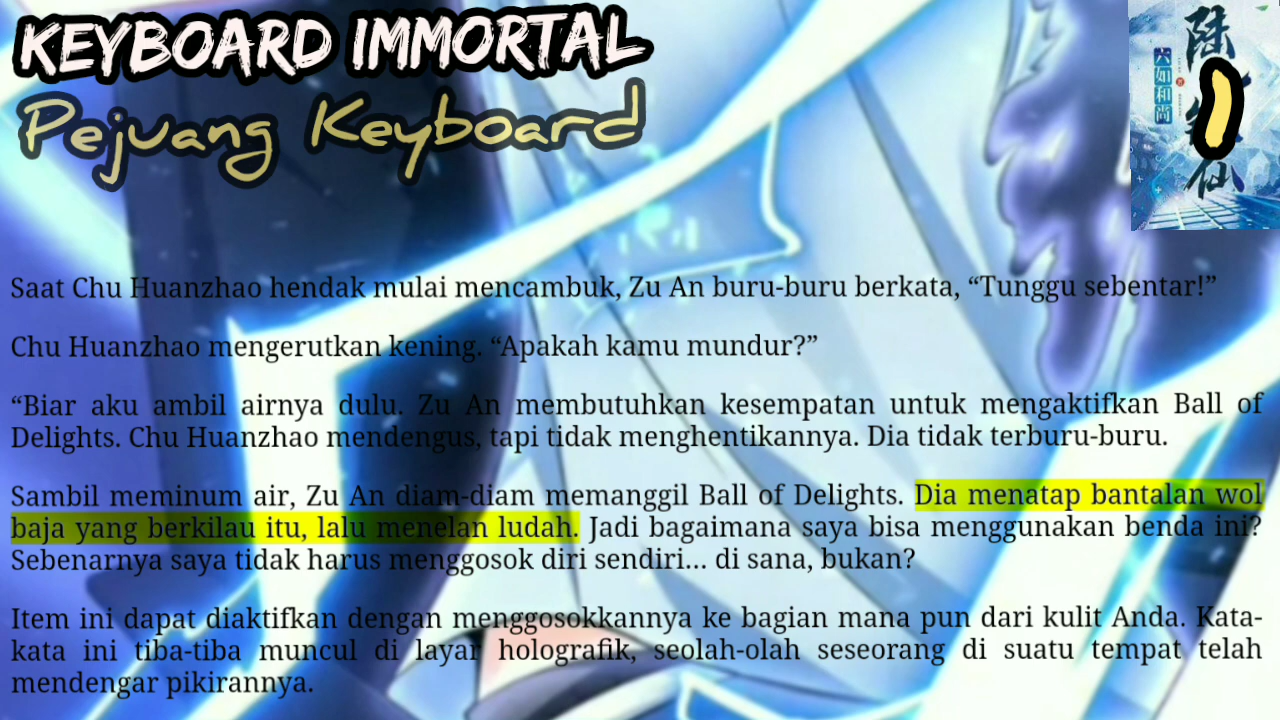 KEYBOARD IMMORTAL
Pejuang Keyboard
陆
仙
六如和尚
Saat Chu Huanzhao hendak mulai mencambuk, Zu An buru-buru berkata, “Tunggu sebentar!”
Chu Huanzhao mengerutkan kening. “Apakah kamu mundur?”
“Biar aku ambil airnya dulu. Zu An membutuhkan kesempatan untuk mengaktifkan Ball of
Delights. Chu Huanzhao mendengus, tapi tidak menghentikannya. Dia tidak terburu-buru.
Sambil meminum air, Zu An diam-diam memanggil Ball of Delights. Dia menatap bantalan wol
baja yang berkilau itu, lalu menelan ludah. Jadi bagaimana saya bisa menggunakan benda ini?
Sebenarnya saya tidak harus menggosok diri sendiri... di sana, bukan?
Item ini dapat diaktifkan dengan menggosokkannya ke bagian mana pun dari kulit Anda. Kata-
kata ini tiba-tiba muncul di layar holografik, seolah-olah seseorang di suatu tempat telah
mendengar pikirannya.